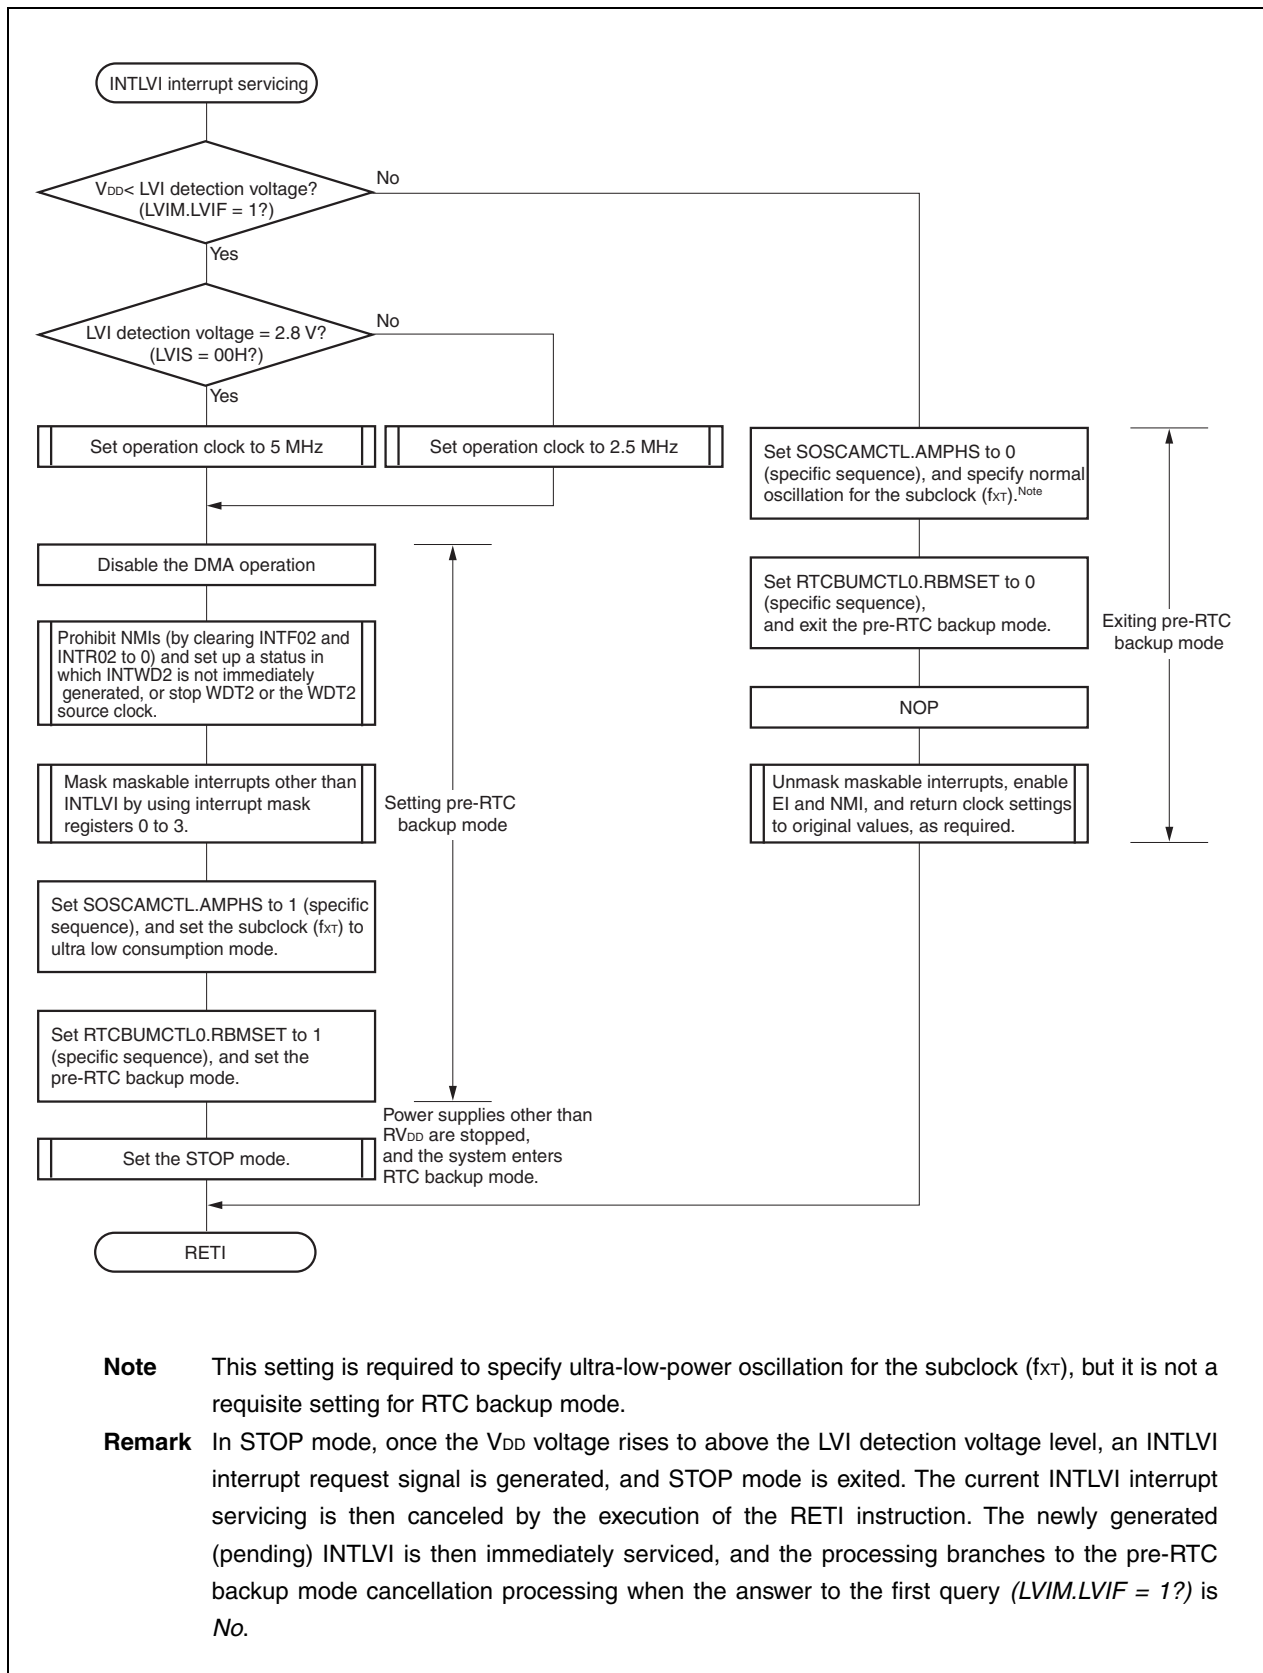 INTLVI interrupt servicing
VDD< LVI detection voltage?
(LVIM.LVIF = 1?)
No
Yes
LVI detection voltage = 2.8 V?
(LVIS = 00H?)
No
Yes
Set operation clock to 5 MHz
Set operation clock to 2.5 MHz
Disable the DMA operation
Prohibit NMIs (by clearing INTF02 and
INTR02 to 0) and set up a status in
which INTWD2 is not immediately
generated, or stop WDT2 or the WDT2
source clock.
Mask maskable interrupts other than
INTLVI by using interrupt mask
registers 0 to 3.
Set SOSCAMCTL.AMPHS to 1 (specific
sequence), and set the subclock (fXT) to
ultra low consumption mode.
Set RTCBUMCTL0.RBMSET to 1
(specific sequence), and set the
pre-RTC backup mode.
Set the STOP mode.
RETI
Setting pre-RTC
backup mode
Power supplies other than
RVDD are stopped,
and the system enters
RTC backup mode.
Set SOSCAMCTL.AMPHS to 0
(specific sequence), and specify normal
oscillation for the subclock (fXT).Note
Set RTCBUMCTL0.RBMSET to 0
(specific sequence),
and exit the pre-RTC backup mode.
NOP
Unmask maskable interrupts, enable
EI and NMI, and return clock settings
to original values, as required.
Exiting pre-RTC
backup mode
Note This setting is required to specify ultra-low-power oscillation for the subclock (fXT), but it is not a
requisite setting for RTC backup mode.
Remark In STOP mode, once the VDD voltage rises to above the LVI detection voltage level, an INTLVI
interrupt request signal is generated, and STOP mode is exited. The current INTLVI interrupt
servicing is then canceled by the execution of the RETI instruction. The newly generated
(pending) INTLVI is then immediately serviced, and the processing branches to the pre-RTC
backup mode cancellation processing when the answer to the first query (LVIM.LVIF = 1?) is
No.